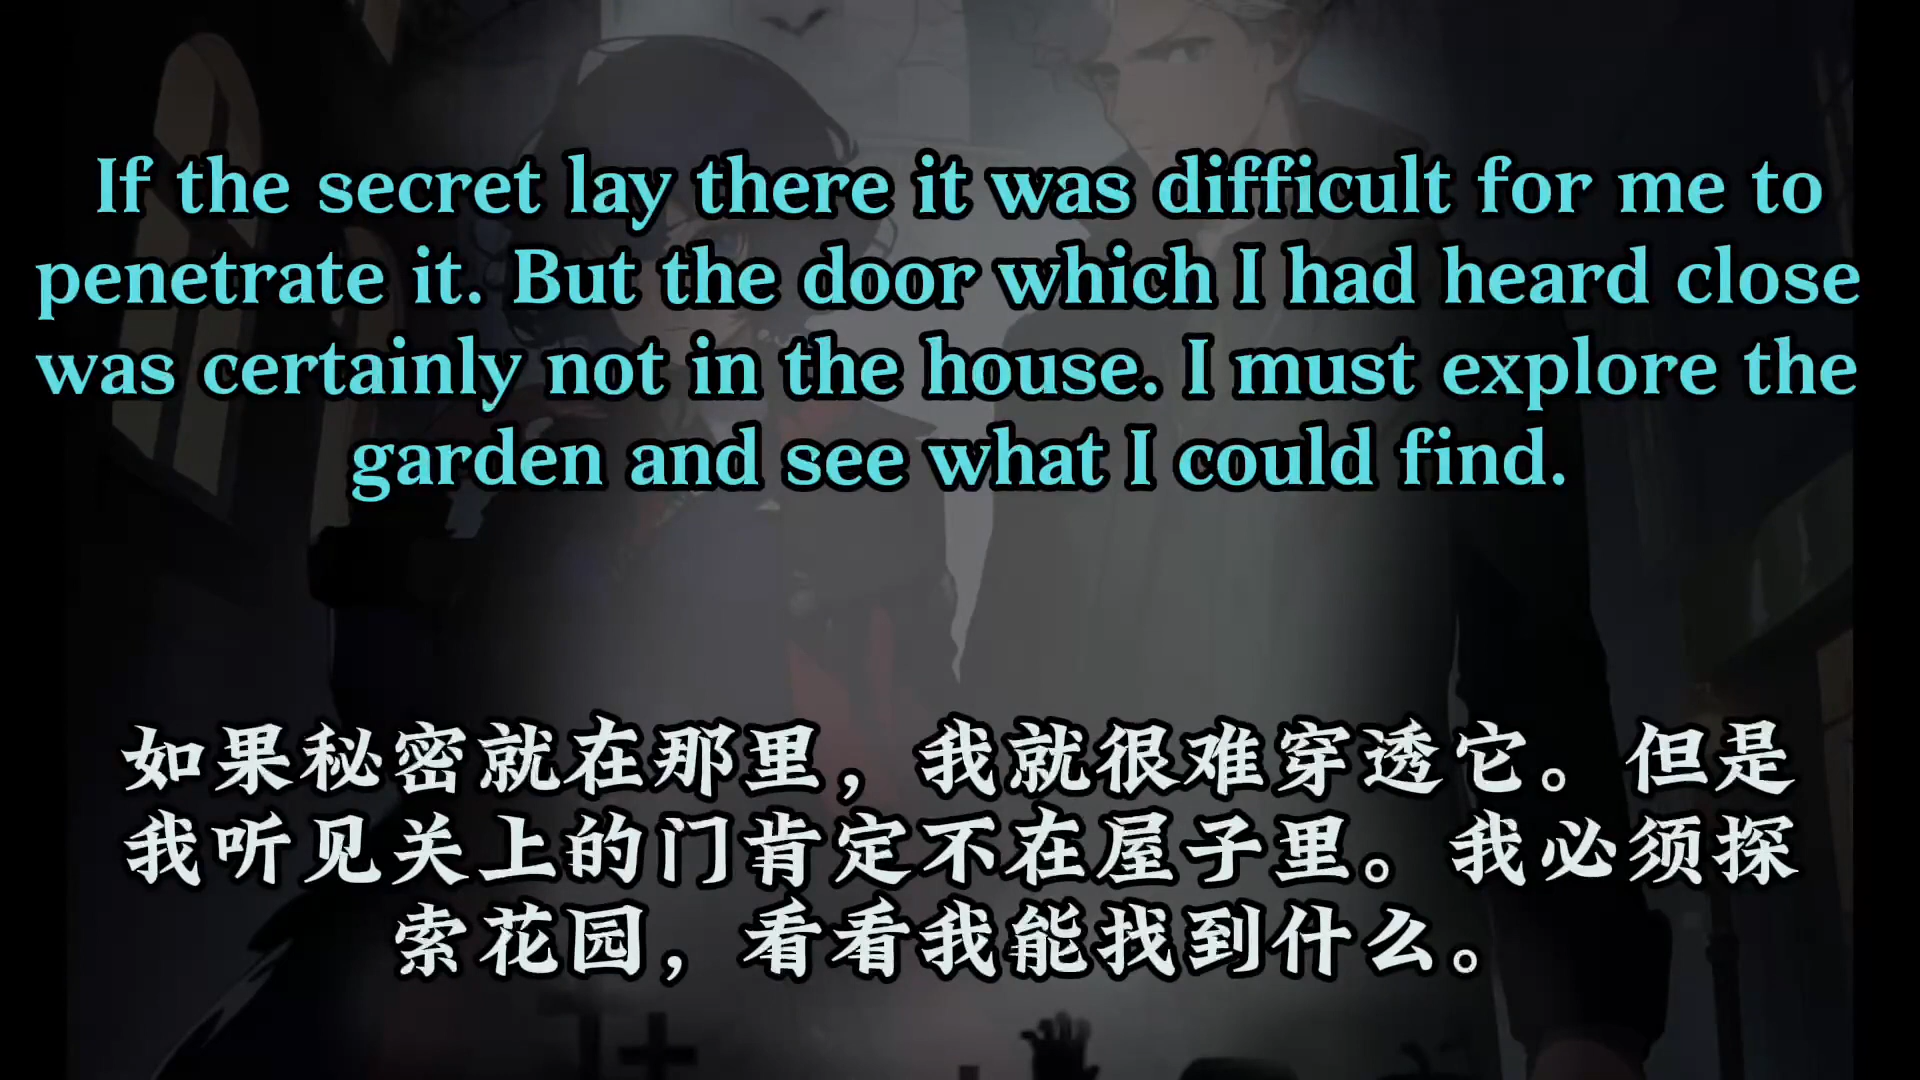 If the secret lay there it was difficult for me to
penetrate it. But the door which I had heard close
was certainly not in the house. I must explore the
garden and see what I could find.
如果秘密就在那里，我就很难穿透它。但是
我听见关上的门肯定不在屋子里。我必须探
索花园，看看我能找到什么。